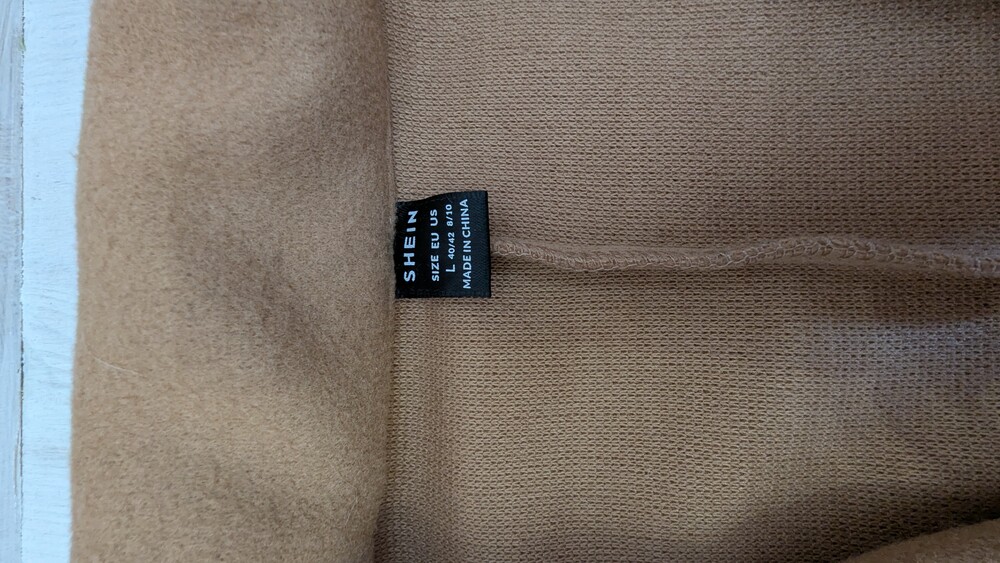 SHEIN
SIZE EU US
L 40/42 8/10
MADE IN CHINA